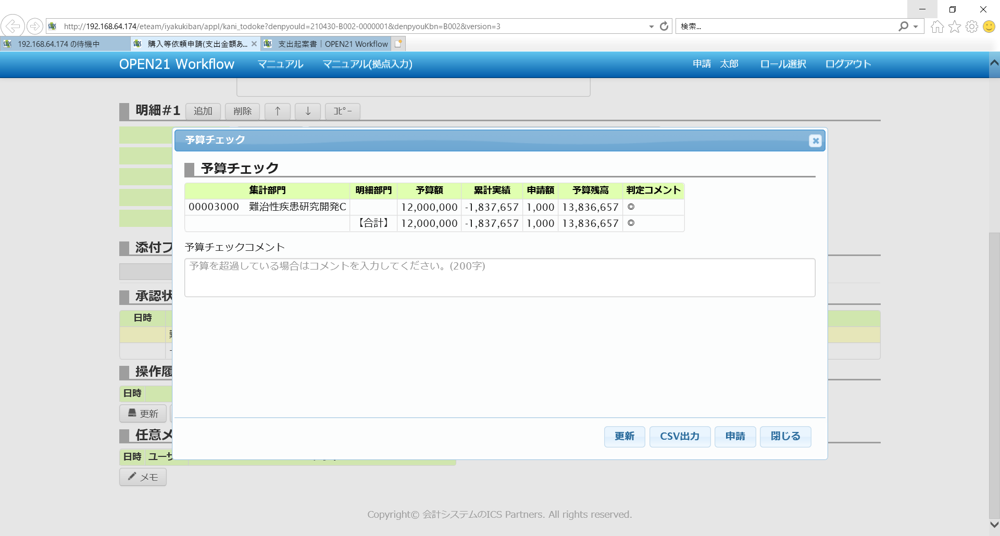 http://192.168.64.174/eteam/iyakukiban/appl/kani_todoke?denpyouId=210430-B002-0000001&denpyouKbn=B002&version=3
検索...
192.168.64.174 の待機中
購入等依頼申請(支出金額あ...
支出起案書｜OPEN21 Workflow
OPEN21 Workflow
マニュアル
マニュアル(拠点入力)
申請　太郎
ロール選択
ログアウト
明細#1
追加
削除
↑
↓
ｺﾋﾟｰ
予算チェック
予算チェック
集計部門 明細部門 予算額 累計実績 申請額 予算残高 判定コメント
00003000　難治性疾患研究開発C 12,000,000 -1,837,657 1,000 13,836,657 ◎
【合計】 12,000,000 -1,837,657 1,000 13,836,657 ◎
予算チェックコメント
予算を超過している場合はコメントを入力してください。(200字)
更新
CSV出力
申請
閉じる
添付フ
承認状
日時
操作履
日時
更新
任意メ
日時 ユーサ
メモ
Copyright© 会計システムのICS Partners. All rights reserved.